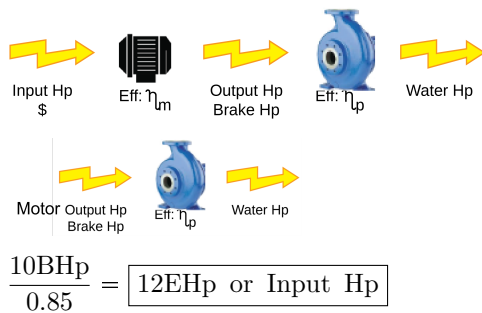 Input Hp
$
Eff: ηm
Output Hp
Brake Hp
Eff: ηp
Water Hp
Motor Output Hp
Brake Hp
Eff: ηp
Water Hp
10BHp
0.85
= 12EHp or Input Hp